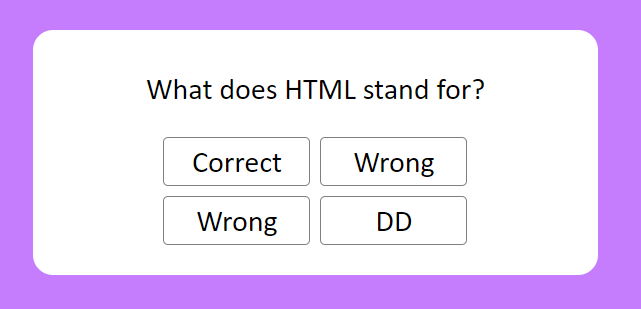 What does HTML stand for?
Correct Wrong
Wrong DD